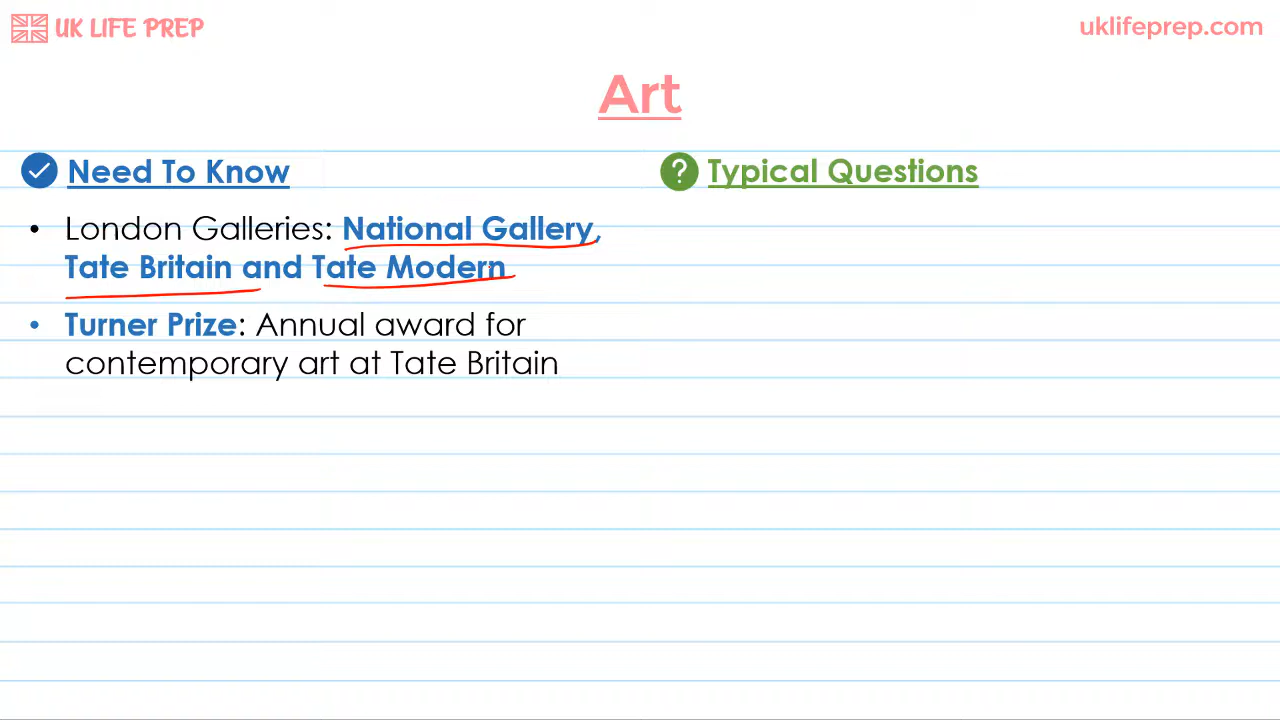 UK LIFE PREP
uklifeprep.com
Art
Need To Know
• London Galleries: National Gallery,
Tate Britain and Tate Modern
• Turner Prize: Annual award for
contemporary art at Tate Britain
? Typical Questions